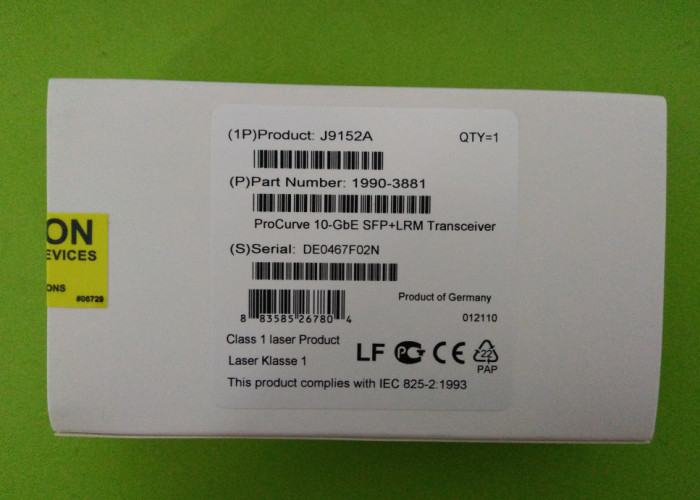 (1P)Product: J9152A QTY=1
(P)Part Number: 1990-3881
ProCurve 10-GbE SFP+LRM Transceiver
(S)Serial: DE0467F02N
Product of Germany
8 83585 26780 4
012110
Class 1 laser Product
Laser Klasse 1
LF PG CE 22
PAP
This product complies with IEC 825-2:1993
ON
EVICES
ONS
#06729